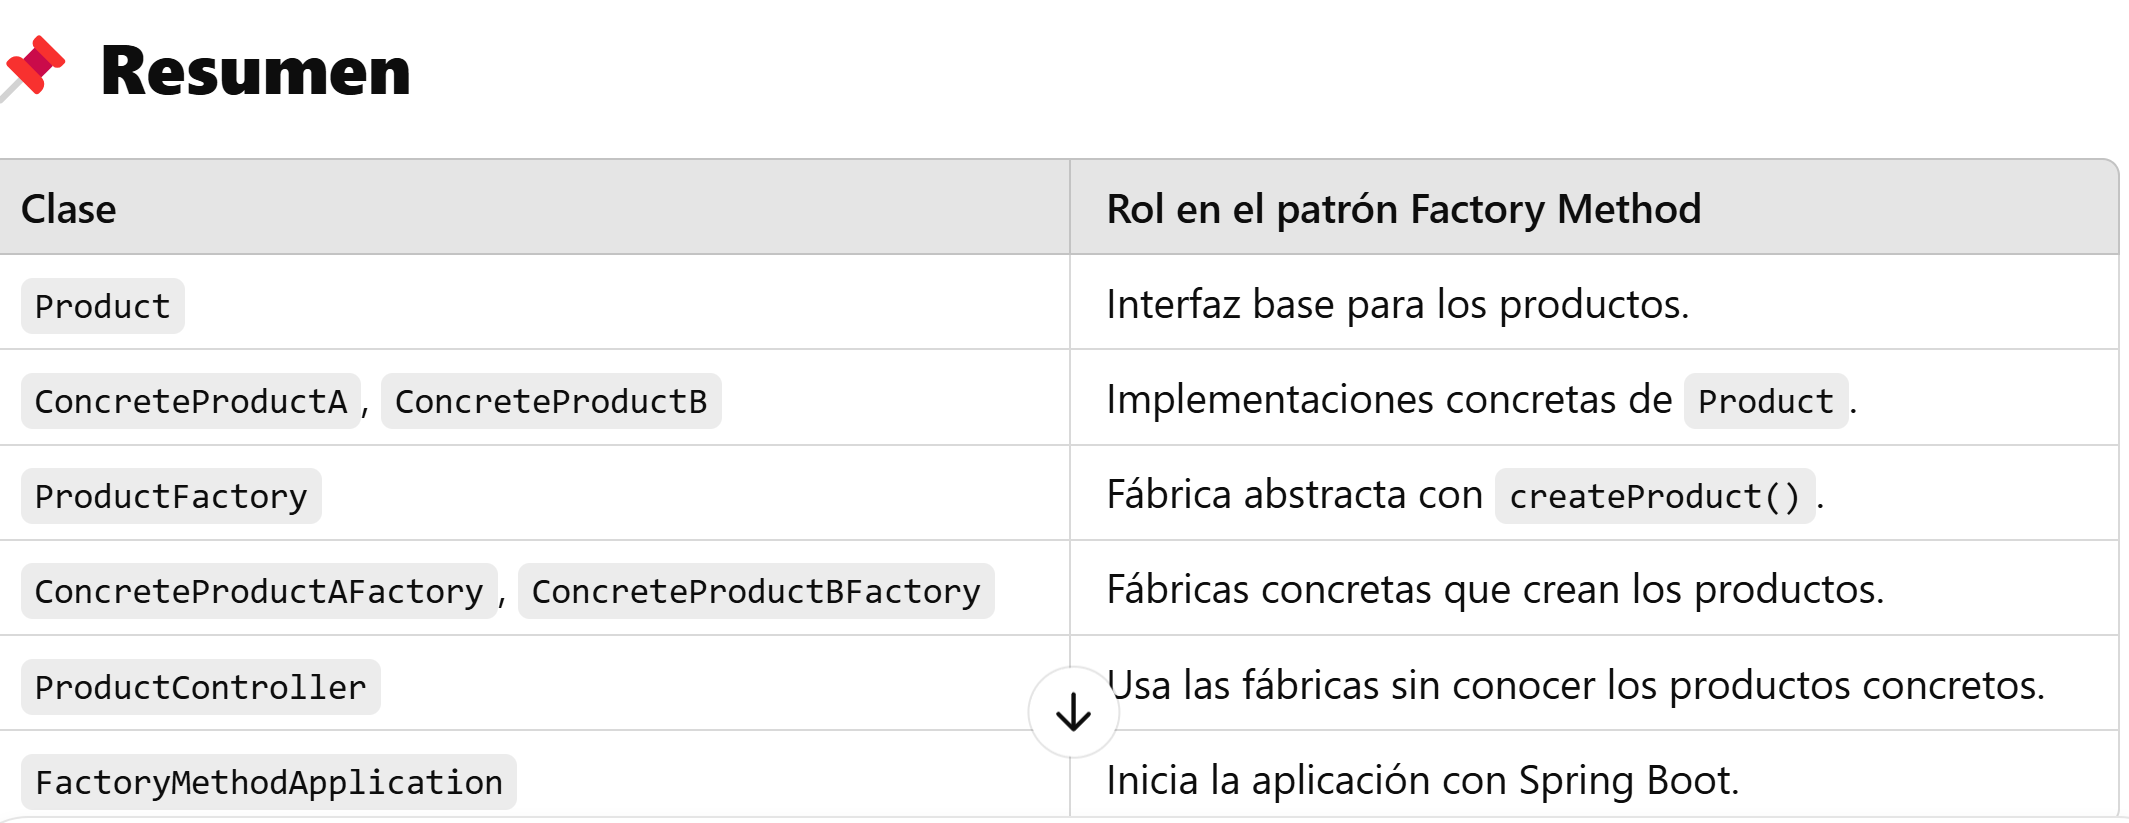 Resumen
Clase Rol en el patrón Factory Method
Product Interfaz base para los productos.
ConcreteProductA, ConcreteProductB Implementaciones concretas de Product.
ProductFactory Fábrica abstracta con createProduct().
ConcreteProductAFactory, ConcreteProductBFactory Fábricas concretas que crean los productos.
ProductController Usa las fábricas sin conocer los productos concretos.
FactoryMethodApplication Inicia la aplicación con Spring Boot.